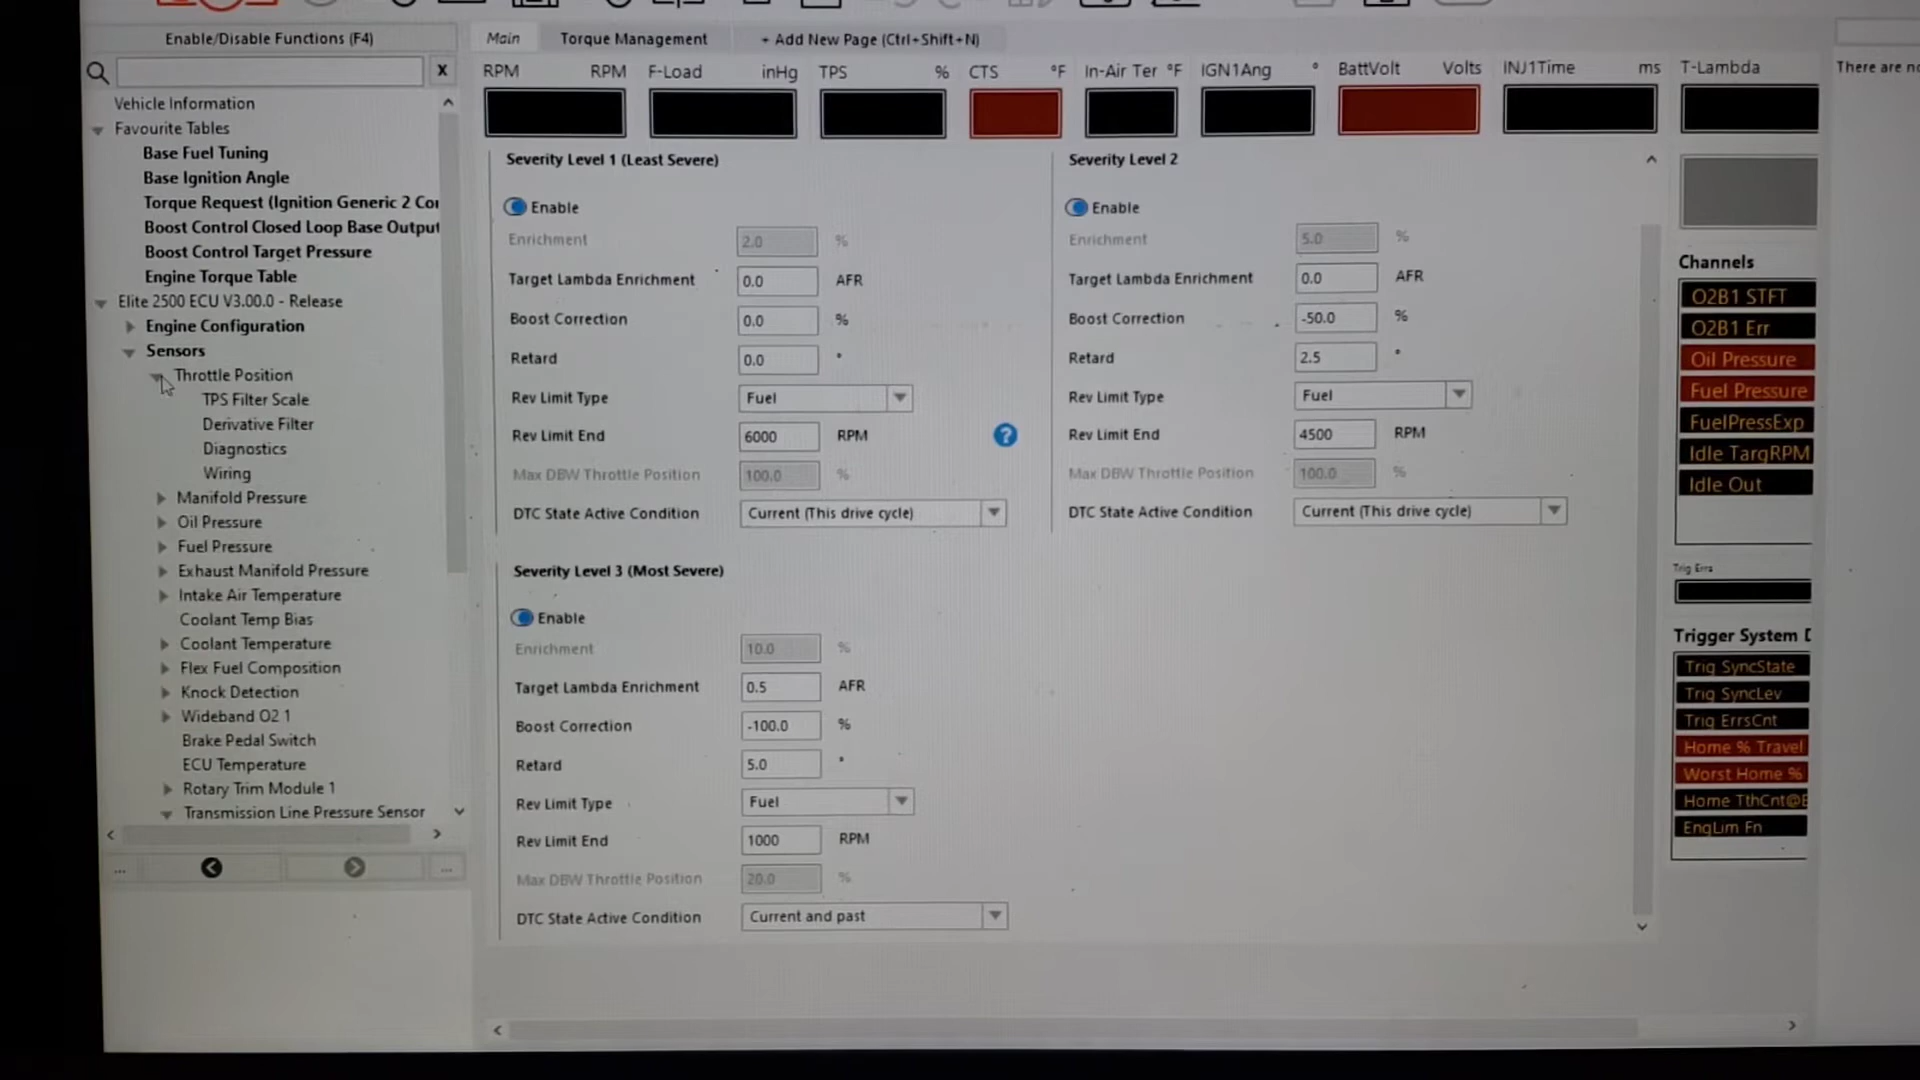 Enable/Disable Functions (F4)
Main
Torque Management
+ Add New Page (Ctrl+Shift+N)
x
RPM RPM
F-Load inHg
TPS %
CTS °F
In-Air Ter °F
IGN1Ang °
BattVolt Volts
INJ1Time ms
T-Lambda
There are no
Vehicle Information
Favourite Tables
Base Fuel Tuning
Base Ignition Angle
Torque Request (Ignition Generic 2 Co
Boost Control Closed Loop Base Output
Boost Control Target Pressure
Engine Torque Table
Elite 2500 ECU V3.00.0 - Release
Engine Configuration
Sensors
Throttle Position
TPS Filter Scale
Derivative Filter
Diagnostics
Wiring
Manifold Pressure
Oil Pressure
Fuel Pressure
Exhaust Manifold Pressure
Intake Air Temperature
Coolant Temp Bias
Coolant Temperature
Flex Fuel Composition
Knock Detection
Wideband O2 1
Brake Pedal Switch
ECU Temperature
Rotary Trim Module 1
Transmission Line Pressure Sensor
...
...
Severity Level 1 (Least Severe)
Enable
Enrichment 2.0 %
Target Lambda Enrichment 0.0 AFR
Boost Correction 0.0 %
Retard 0.0 °
Rev Limit Type Fuel
Rev Limit End 6000 RPM
?
Max DBW Throttle Position 100.0 %
DTC State Active Condition Current (This drive cycle)
Severity Level 2
Enable
Enrichment 5.0 %
Target Lambda Enrichment 0.0 AFR
Boost Correction -50.0 %
Retard 2.5 °
Rev Limit Type Fuel
Rev Limit End 4500 RPM
Max DBW Throttle Position 100.0 %
DTC State Active Condition Current (This drive cycle)
Severity Level 3 (Most Severe)
Enable
Enrichment 10.0 %
Target Lambda Enrichment 0.5 AFR
Boost Correction -100.0 %
Retard 5.0 °
Rev Limit Type Fuel
Rev Limit End 1000 RPM
Max DBW Throttle Position 20.0 %
DTC State Active Condition Current and past
Channels
O2B1 STFT
O2B1 Err
Oil Pressure
Fuel Pressure
FuelPressExp
Idle TargRPM
Idle Out
Trig Errs
Trigger System D
Trig SyncState
Trig SyncLev
Trig ErrsCnt
Home % Travel
Worst Home %
Home TthCnt@E
EngLim Fn